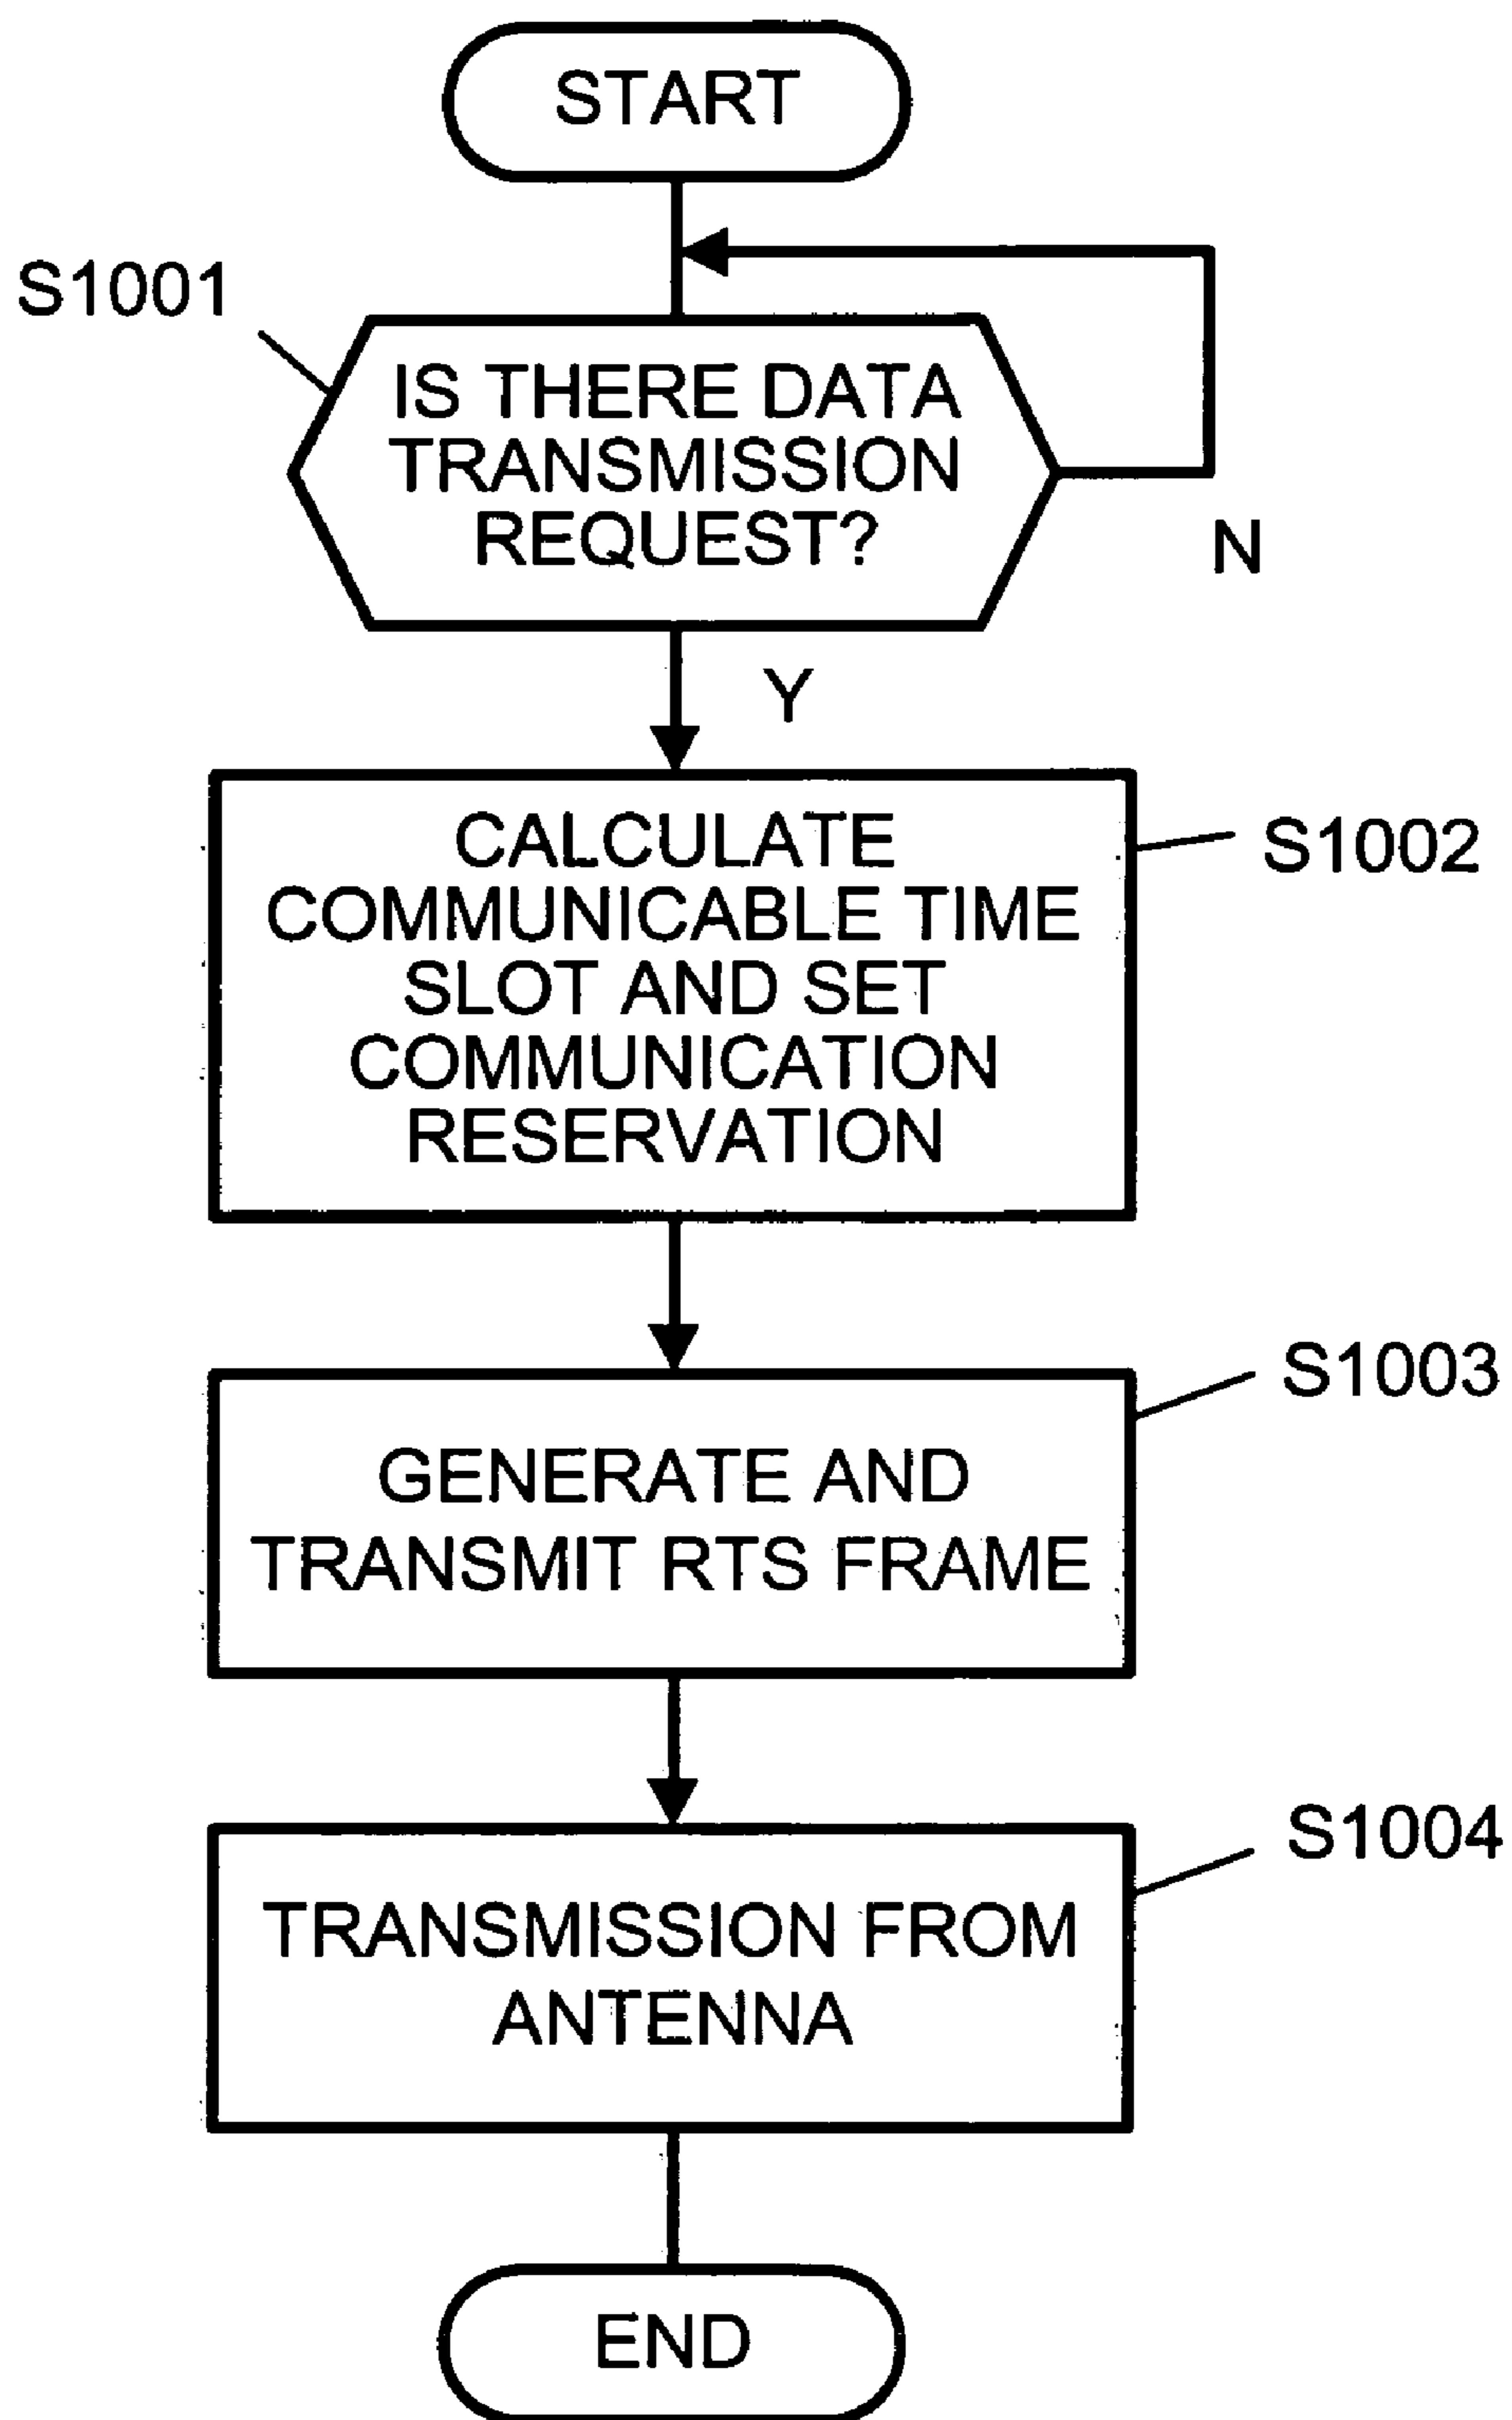 START
S1001
IS THERE DATA
TRANSMISSION
REQUEST?
N
Y
CALCULATE
COMMUNICABLE TIME
SLOT AND SET
COMMUNICATION
RESERVATION
S1002
S1003
GENERATE AND
TRANSMIT RTS FRAME
S1004
TRANSMISSION FROM
ANTENNA
END